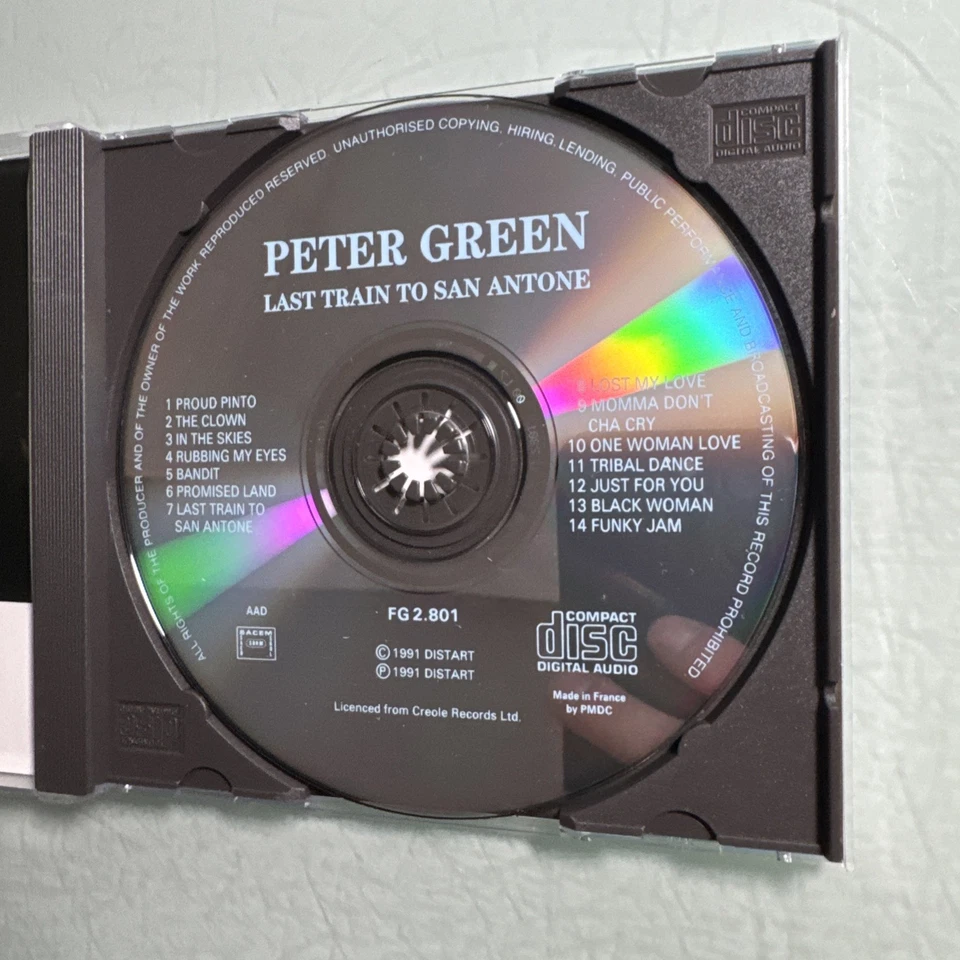 ALL RIGHTS OF THE PRODUCER AND OF THE OWNER OF THE WORK REPRODUCED RESERVED. UNAUTHORISED COPYING, HIRING, LENDING, PUBLIC PERFORMANCE AND BROADCASTING OF THIS RECORD PROHIBITED
COMPACT
disc
DIGITAL AUDIO
PETER GREEN
LAST TRAIN TO SAN ANTONE
1 PROUD PINTO
2 THE CLOWN
3 IN THE SKIES
4 RUBBING MY EYES
5 BANDIT
6 PROMISED LAND
7 LAST TRAIN TO
SAN ANTONE
8 LOST MY LOVE
9 MOMMA DON'T
CHA CRY
10 ONE WOMAN LOVE
11 TRIBAL DANCE
12 JUST FOR YOU
13 BLACK WOMAN
14 FUNKY JAM
AAD
SACEM
FG 2.801
© 1991 DISTART
℗ 1991 DISTART
Licenced from Creole Records Ltd.
COMPACT
disc
DIGITAL AUDIO
Made in France
by PMDC